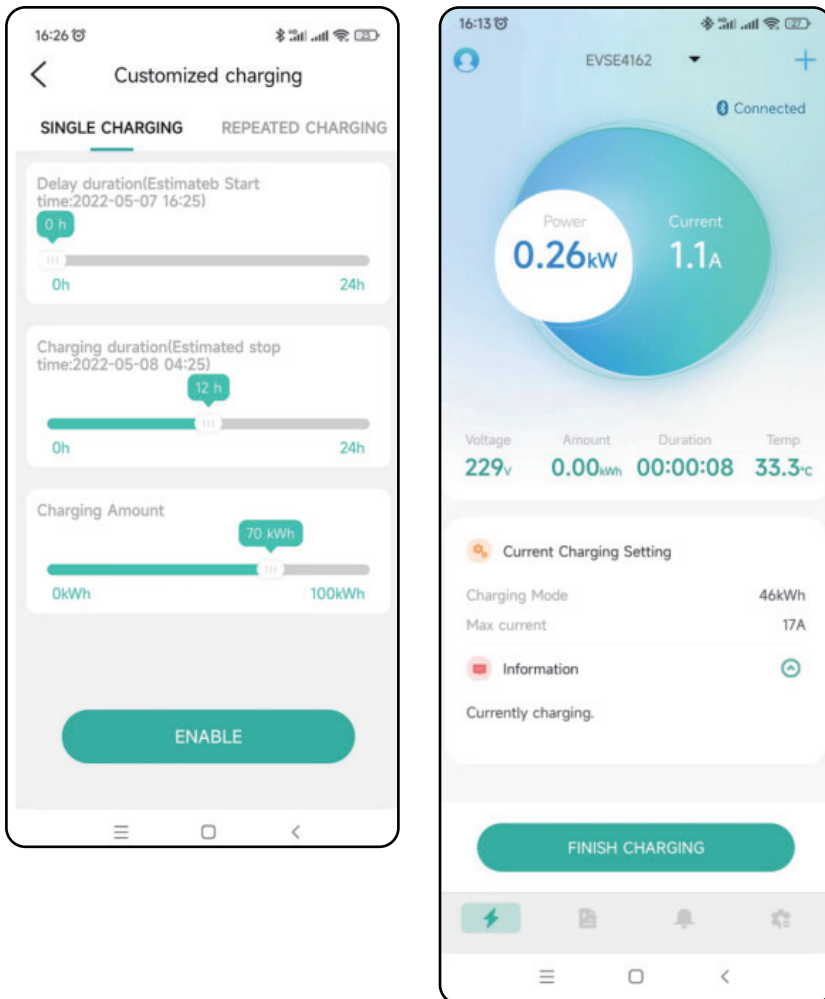 16:26
25
Customized charging
SINGLE CHARGING REPEATED CHARGING
Delay duration(Estimateb Start
time:2022-05-07 16:25)
0 h
0h 24h
Charging duration(Estimated stop
time:2022-05-08 04:25)
12 h
0h 24h
Charging Amount
70 kWh
0kWh 100kWh
ENABLE
16:13
27
EVSE4162
Connected
Power Current
0.26kW 1.1A
Voltage Amount Duration Temp
229V 0.00kWh 00:00:08 33.3°C
Current Charging Setting
Charging Mode 46kWh
Max current 17A
Information
Currently charging.
FINISH CHARGING